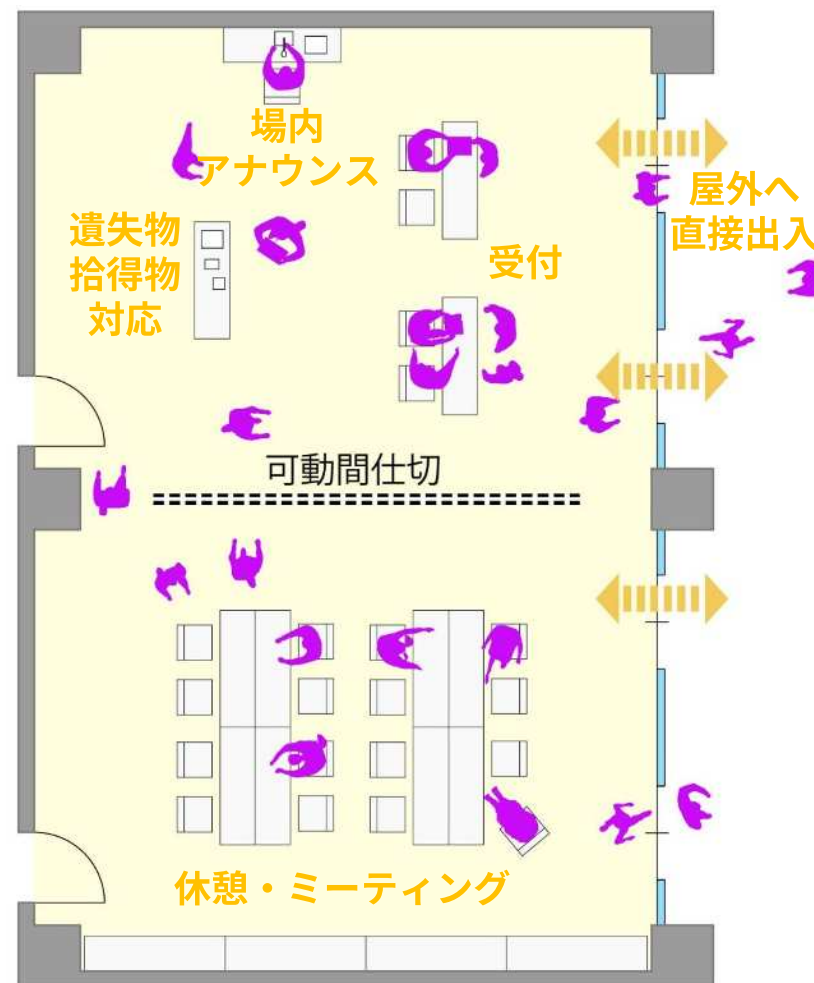 場内
アナウンス
屋外へ
直接出入
遺失物
拾得物
対応
受付
可動間仕切
休憩・ミーティング